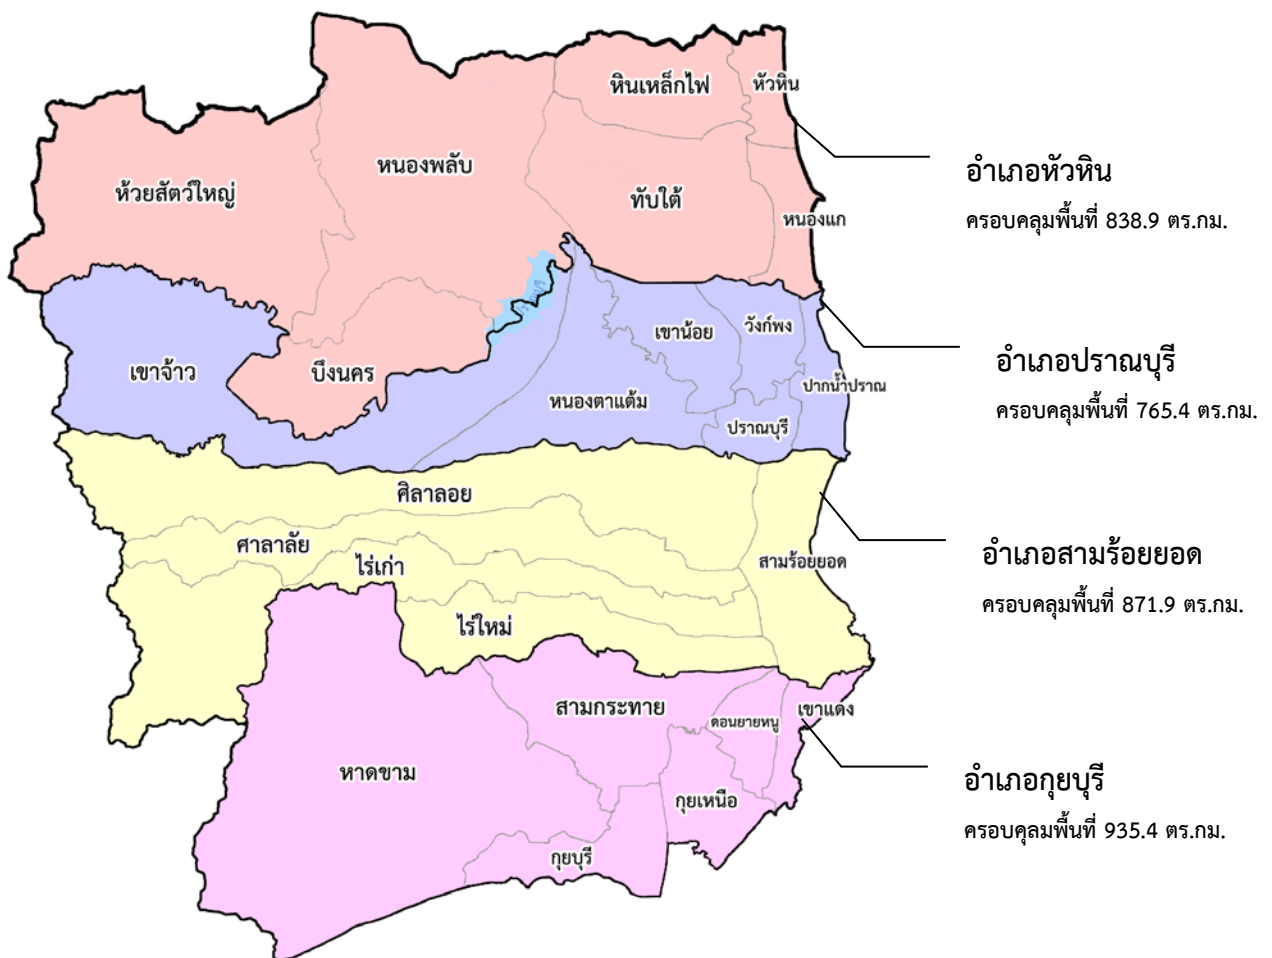 หินเหล็กไฟ
หัวหิน
หนองพลับ
ห้วยสัตว์ใหญ่
ทับใต้
หนองแก
อำเภอหัวหิน
ครอบคลุมพื้นที่ 838.9 ตร.กม.
เขาน้อย
วังก์พง
เขาจ้าว
บึงนคร
ปากน้ำปราณ
หนองตาแต้ม
ปราณบุรี
อำเภอปราณบุรี
ครอบคลุมพื้นที่ 765.4 ตร.กม.
ศิลาลอย
ศาลาลัย
ไร่เก่า
สามร้อยยอด
ไร่ใหม่
อำเภอสามร้อยยอด
ครอบคลุมพื้นที่ 871.9 ตร.กม.
สามกระทาย
ดอนยายหนู
เขาแดง
หาดขาม
กุยเหนือ
กุยบุรี
อำเภอกุยบุรี
ครอบคุลมพื้นที่ 935.4 ตร.กม.